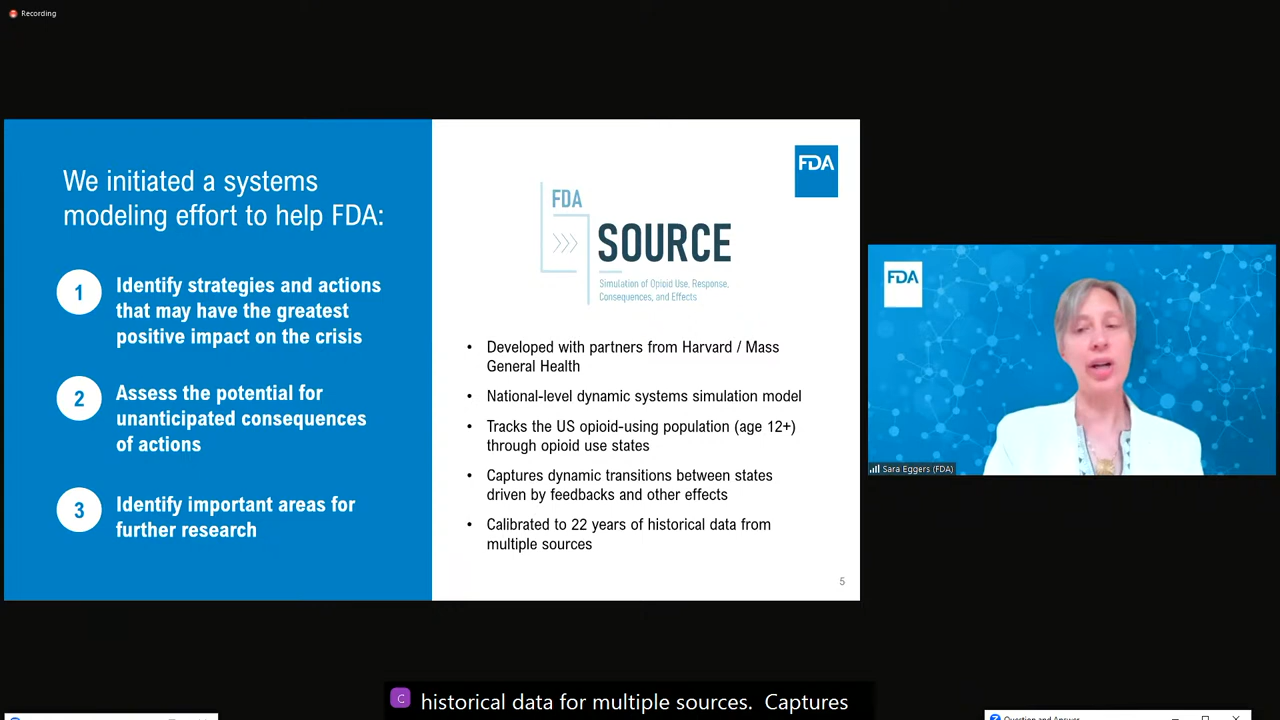 Recording
We initiated a systems
modeling effort to help FDA:
1
Identify strategies and actions
that may have the greatest
positive impact on the crisis
2
Assess the potential for
unanticipated consequences
of actions
3
Identify important areas for
further research
FDA
FDA
SOURCE
Simulation of Opioid Use, Response,
Consequences, and Effects
• Developed with partners from Harvard / Mass
General Health
• National-level dynamic systems simulation model
• Tracks the US opioid-using population (age 12+)
through opioid use states
• Captures dynamic transitions between states
driven by feedbacks and other effects
• Calibrated to 22 years of historical data from
multiple sources
5
FDA
Sara Eggers (FDA)
C
historical data for multiple sources. Captures
Question and Answer